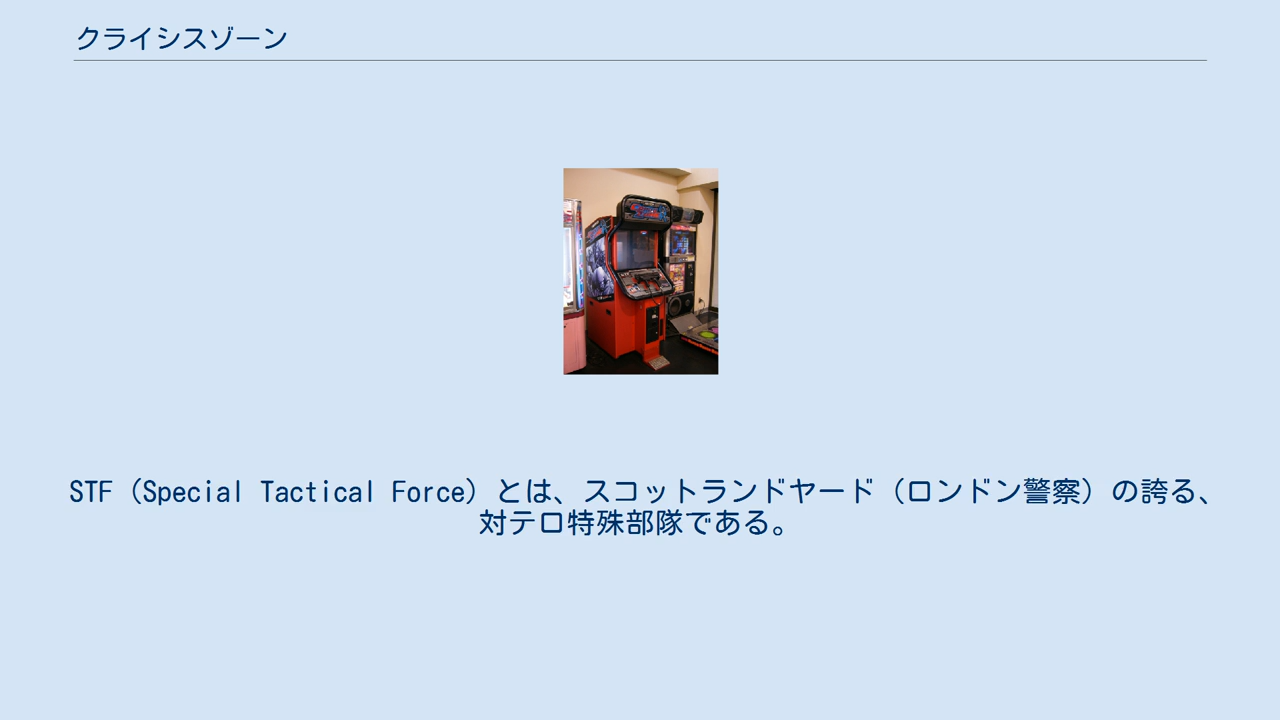 クライシスゾーン
STF（Special Tactical Force）とは、スコットランドヤード（ロンドン警察）の誇る、
対テロ特殊部隊である。